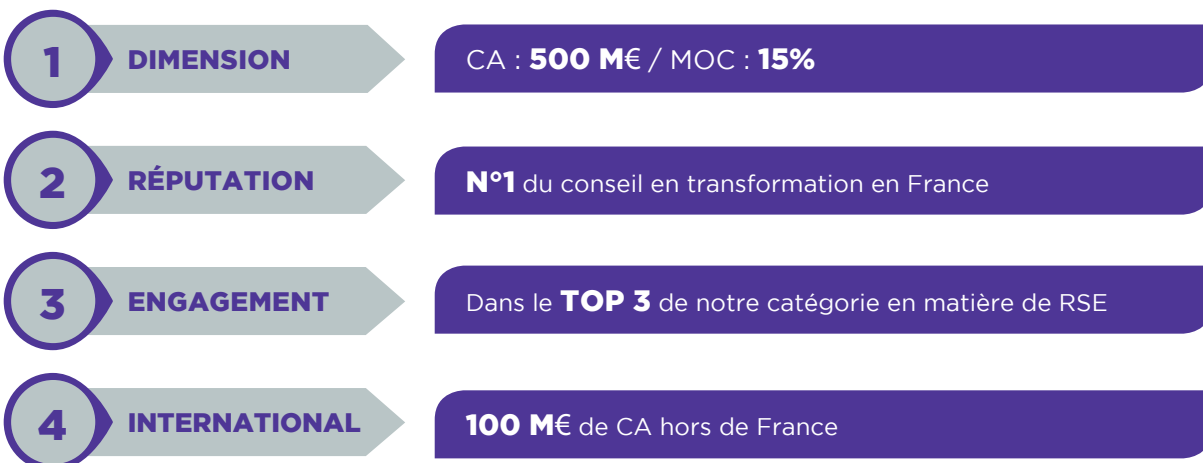 1 DIMENSION CA : 500 M€ / MOC : 15%
2 RÉPUTATION N°1 du conseil en transformation en France
3 ENGAGEMENT Dans le TOP 3 de notre catégorie en matière de RSE
4 INTERNATIONAL 100 M€ de CA hors de France